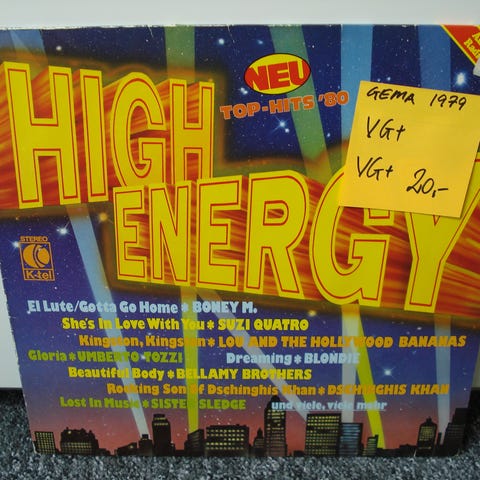 NEU
TOP-HITS '80
HIGH
ENERGY
GEMA 1979
VG+
VG+ 20,-
STEREO
K-tel
El Lute/Gotta Go Home * BONEY M.
She's In Love With You * SUZI QUATRO
Kingston, Kingston * LOU AND THE HOLLYWOOD BANANAS
Gloria * UMBERTO TOZZI Dreaming * BLONDIE
Beautiful Body * BELLAMY BROTHERS
Rocking Son Of Dschinghis Khan * DSCHINGHIS KHAN
Lost In Music * SISTER SLEDGE und viele, viele mehr